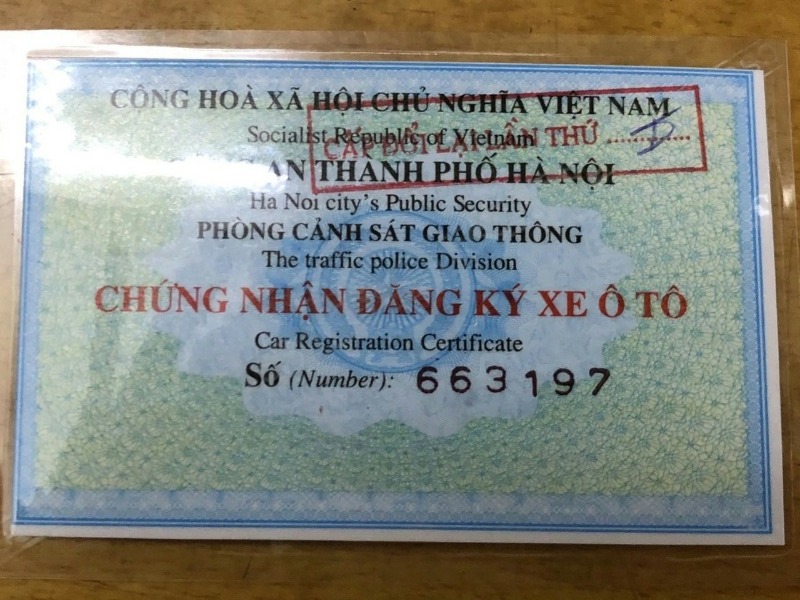 CỘNG HOÀ XÃ HỘI CHỦ NGHĨA VIỆT NAM
Socialist Republic of Vietnam
CẤP ĐỔI LẠI LẦN THỨ ........ I
CÔNG AN THÀNH PHỐ HÀ NỘI
Ha Noi city's Public Security
PHÒNG CẢNH SÁT GIAO THÔNG
The traffic police Division
CHỨNG NHẬN ĐĂNG KÝ XE Ô TÔ
Car Registration Certificate
Số (Number): 663197